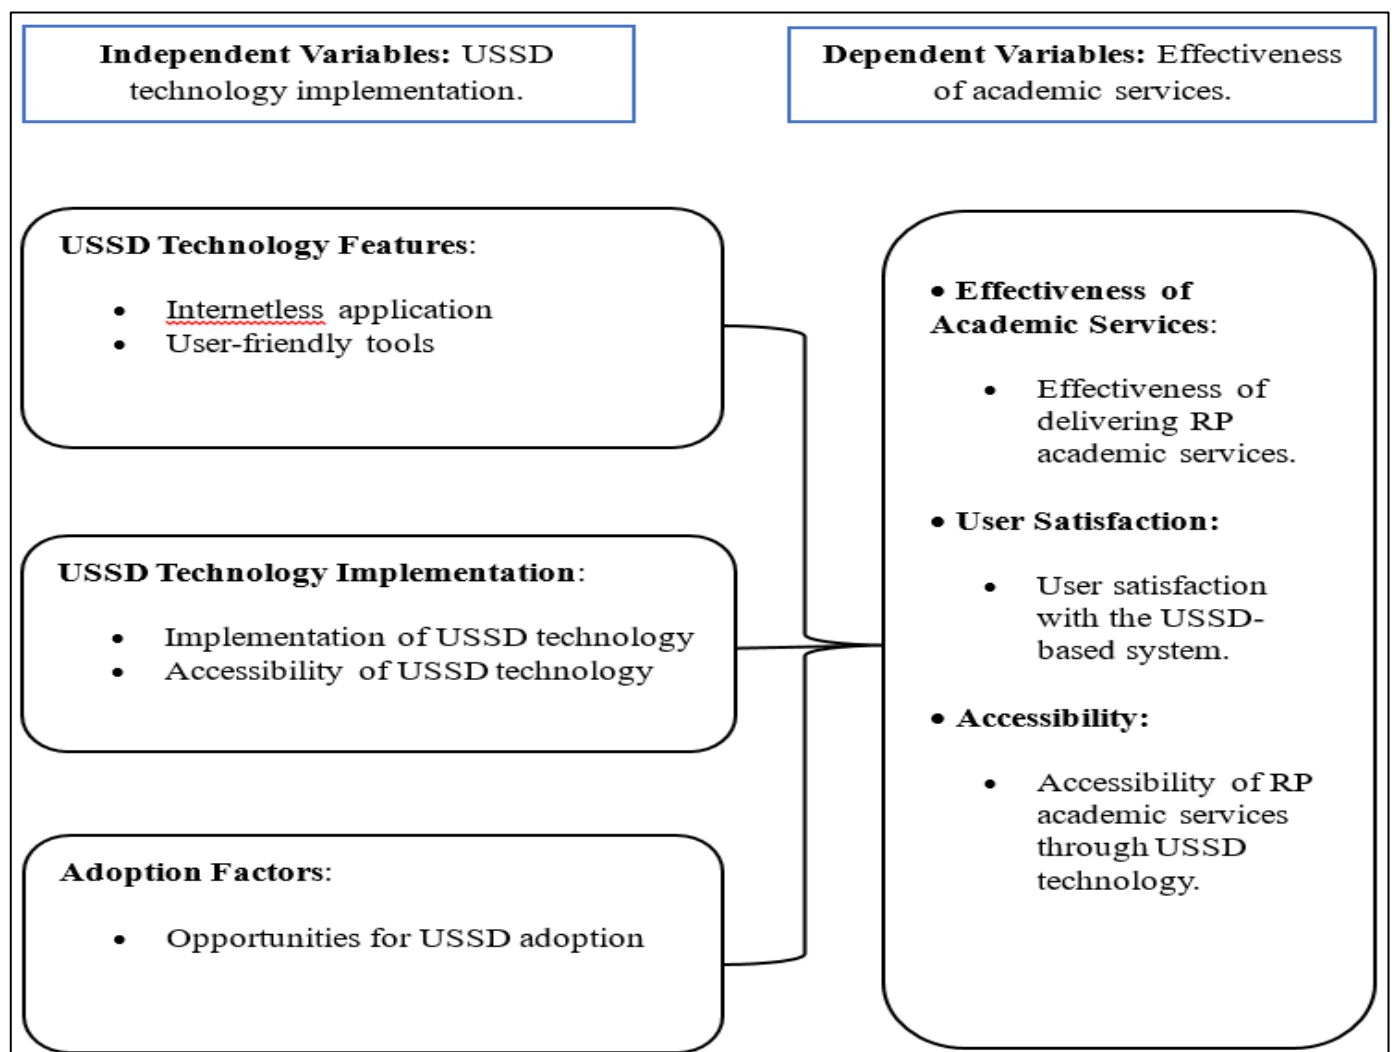 Independent Variables: USSD
technology implementation.
Dependent Variables: Effectiveness
of academic services.
USSD Technology Features:
• Internetless application
• User-friendly tools
USSD Technology Implementation:
• Implementation of USSD technology
• Accessibility of USSD technology
Adoption Factors:
• Opportunities for USSD adoption
• Effectiveness of
Academic Services:
• Effectiveness of
delivering RP
academic services.
• User Satisfaction:
• User satisfaction
with the USSD-
based system.
• Accessibility:
• Accessibility of RP
academic services
through USSD
technology.